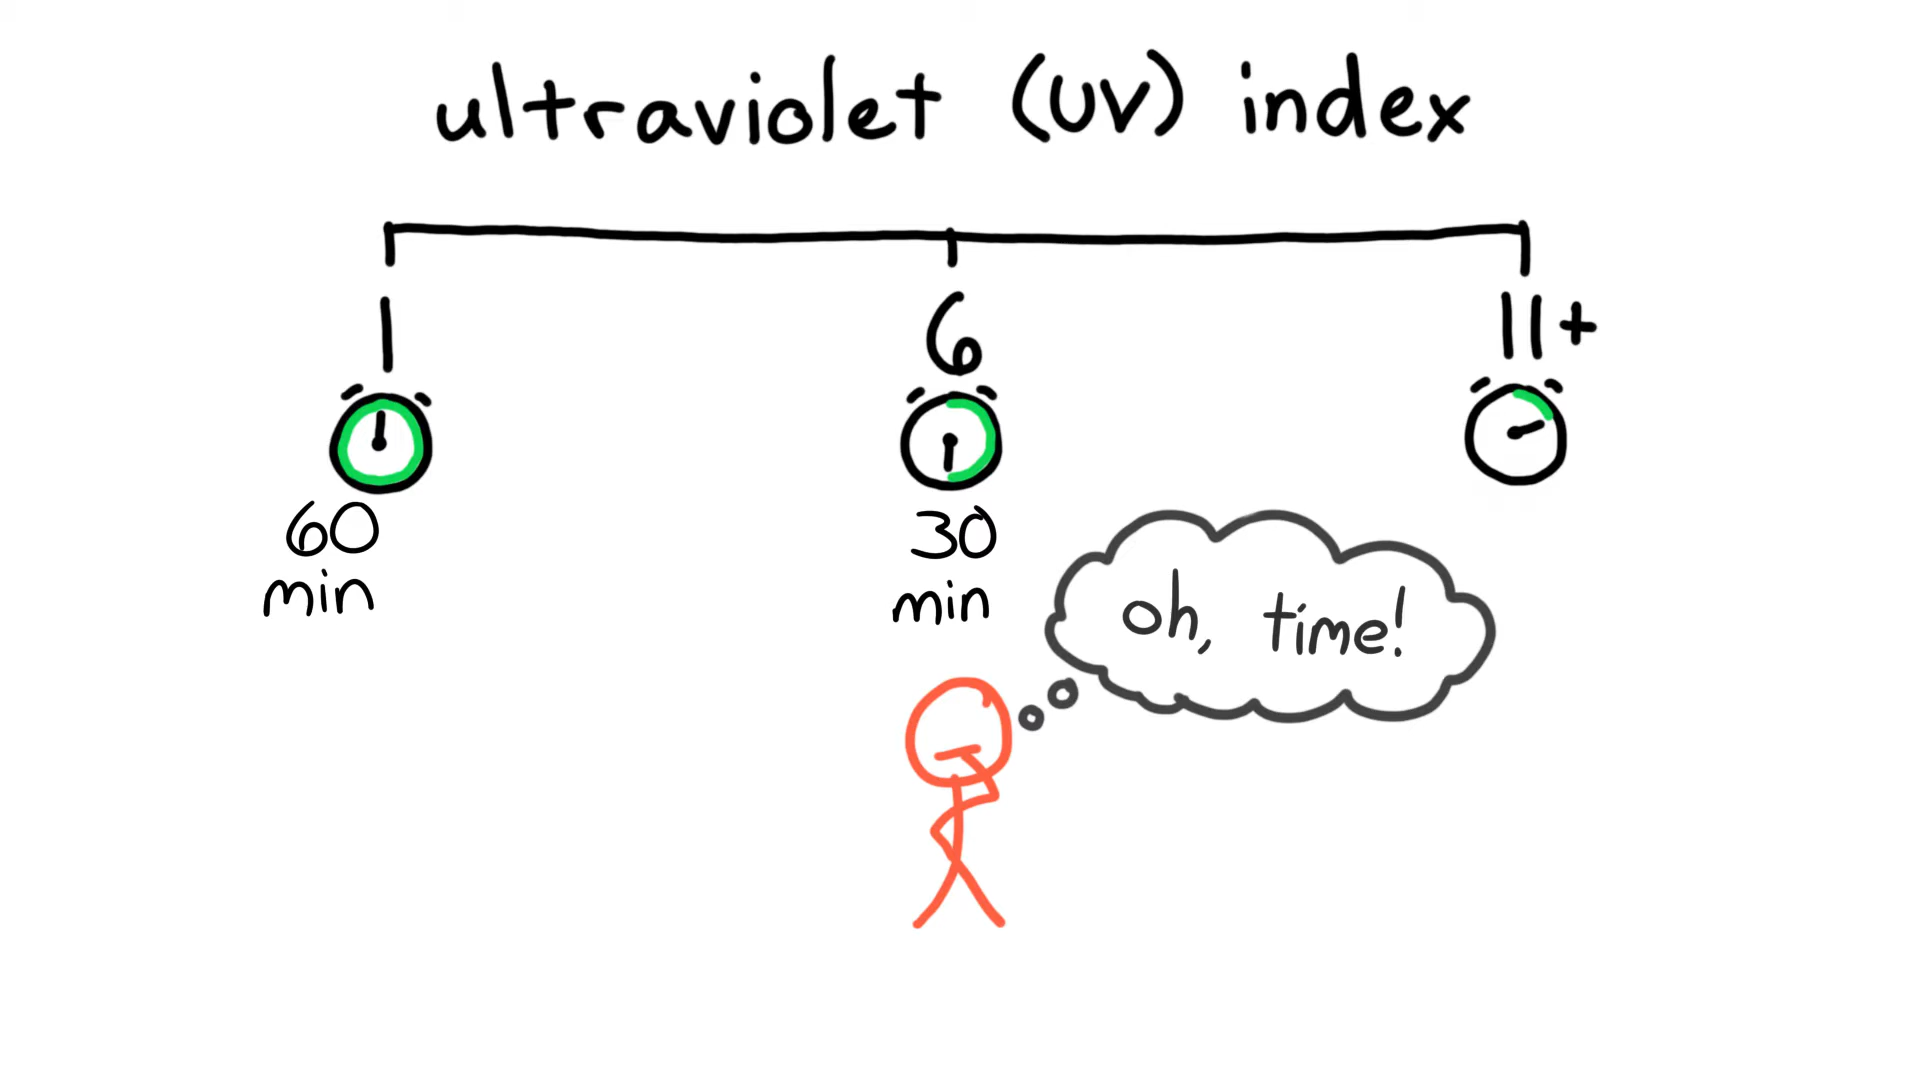 ultraviolet (UV) index
1
6
11+
60
min
30
min
oh, time!